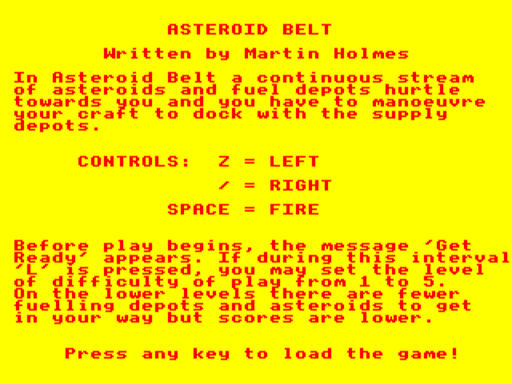 ASTEROID BELT
Written by Martin Holmes
In Asteroid Belt a continuous stream
of asteroids and fuel depots hurtle
towards you and you have to manoeuvre
your craft to dock with the supply
depots.
CONTROLS: Z = LEFT
/ = RIGHT
SPACE = FIRE
Before play begins, the message ‘Get
Ready’ appears. If during this interval
‘L’ is pressed, you may set the level
of difficulty of play from 1 to 5.
On the lower levels there are fewer
fuelling depots and asteroids to get
in your way but scores are lower.
Press any key to load the game!